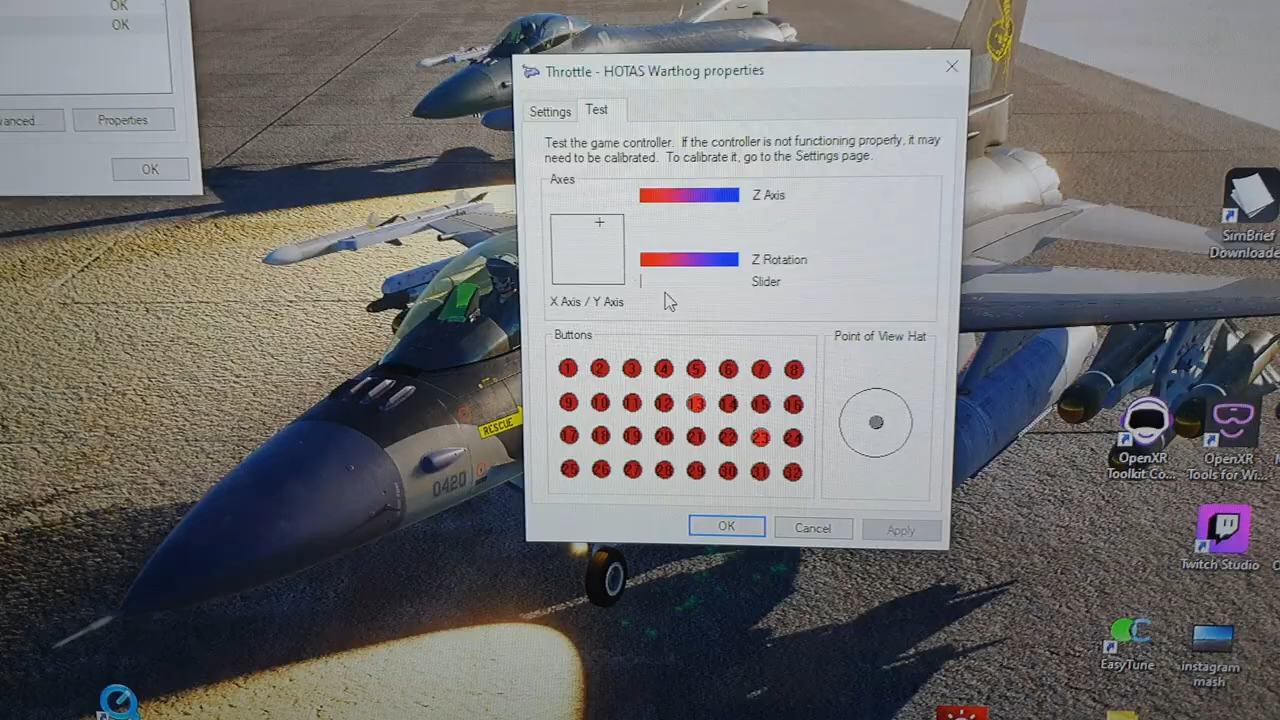 OK
OK
Properties
OK
Throttle - HOTAS Warthog properties
Settings
Test
Test the game controller. If the controller is not functioning properly, it may
need to be calibrated. To calibrate it, go to the Settings page.
Axes
Z Axis
Z Rotation
Slider
X Axis / Y Axis
Buttons
Point of View Hat
1 2 3 4 5 6 7 8
9 10 11 12 13 14 15 16
17 18 19 20 21 22 23 24
25 26 27 28 29 30 31 32
OK
Cancel
Apply
RESCUE
0420
SimBrief
Downloade
OpenXR
Toolkit Co...
OpenXR
Tools for Wi...
Twitch Studio
EasyTune
instagram
mash